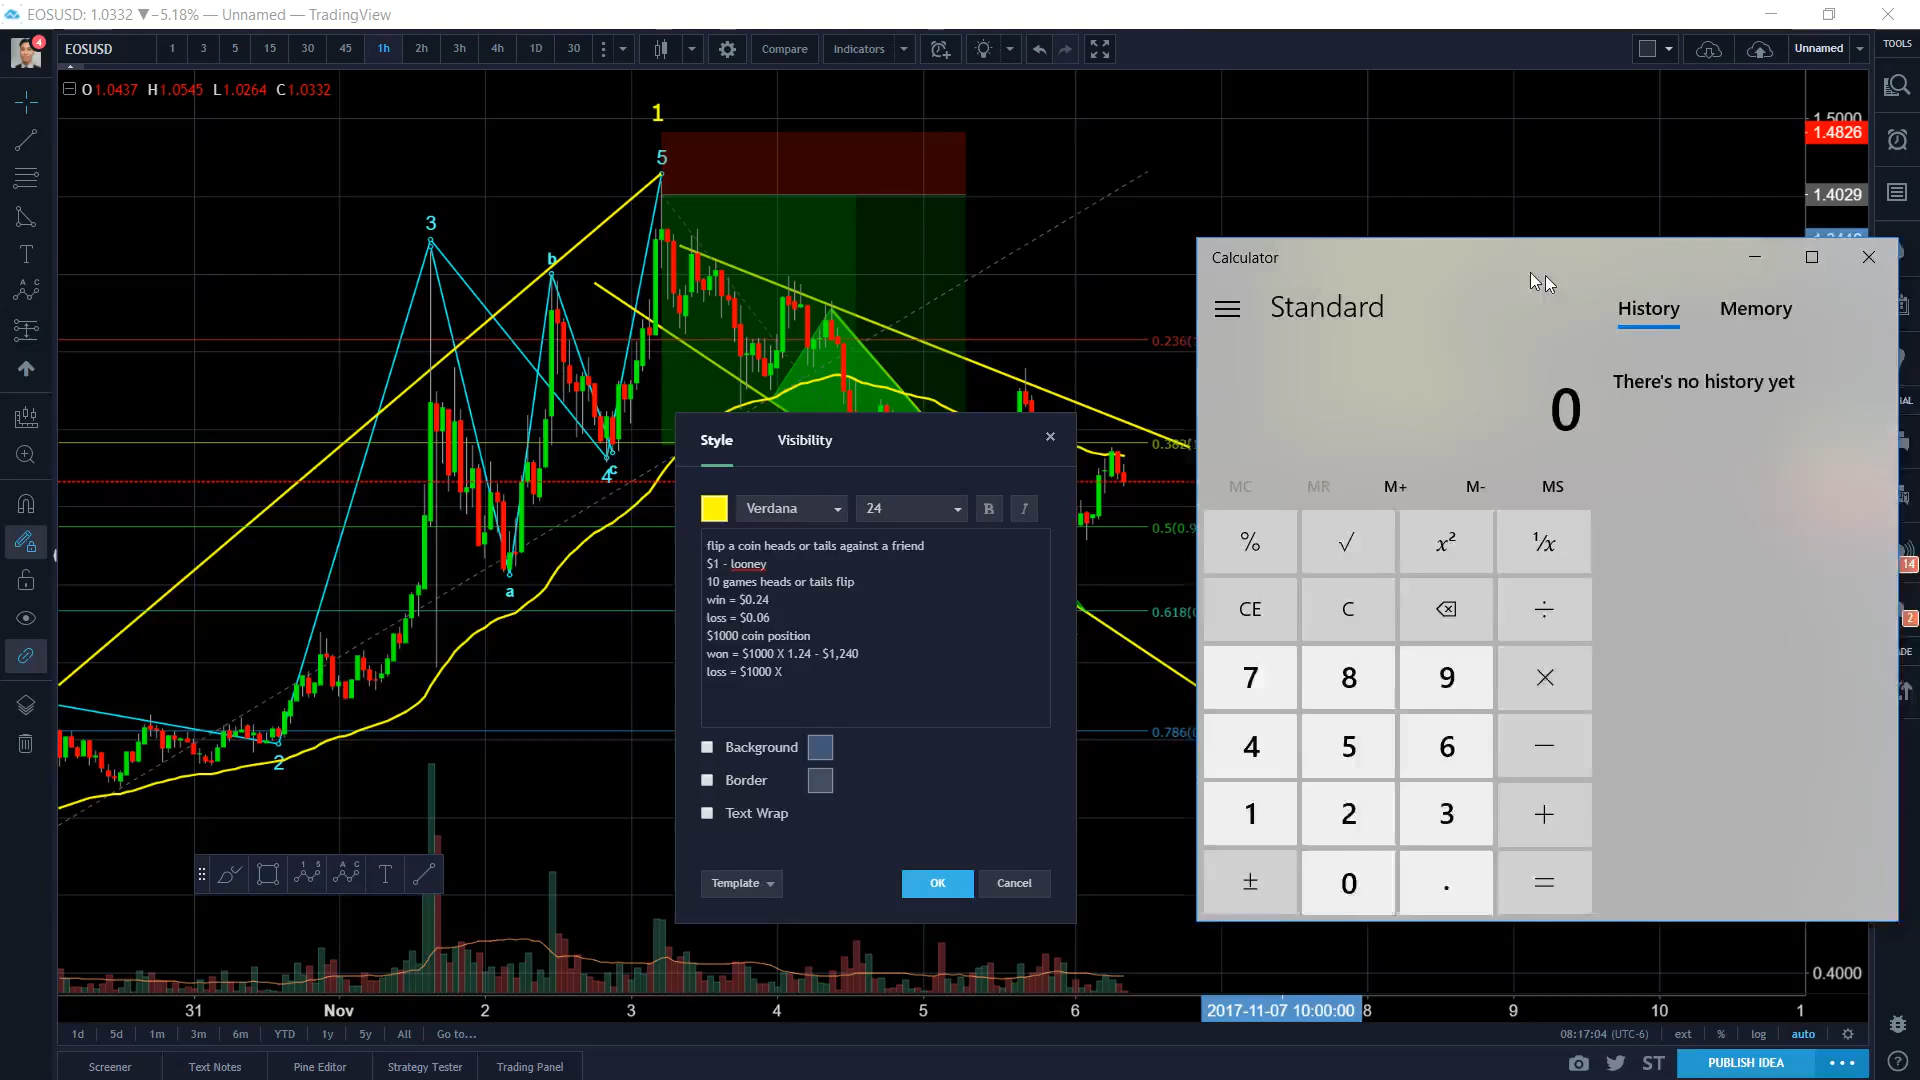 EOSUSD: 1.0332 ▼−5.18% — Unnamed — TradingView
4
EOSUSD 1 3 5 15 30 45 1h 2h 3h 4h 1D 30 Compare Indicators Unnamed TOOLS
O1.0437 H1.0545 L1.0264 C1.0332
1
5
3
b
4
c
a
2
1.5000
1.4826
1.4029
0.236(
0.382(
0.5(0.9
0.618(
0.786(
0.4000
Calculator
Standard
History Memory
There's no history yet
0
MC MR M+ M- MS
% √ x² ¹/x
CE C ÷
7 8 9 ×
4 5 6 −
1 2 3 +
± 0 . =
Style Visibility
Verdana 24 B I
flip a coin heads or tails against a friend
$1 - looney
10 games heads or tails flip
win = $0.24
loss = $0.06
$1000 coin position
won = $1000 X 1.24 - $1,240
loss = $1000 X
Background
Border
Text Wrap
Template OK Cancel
1 5
A C
T
14
2
31 Nov 2 3 4 5 6 2017-11-07 10:00:00 8 9 10 1
1d 5d 1m 3m 6m YTD 1y 5y All Go to... 08:17:04 (UTC-6) ext % log auto
Screener Text Notes Pine Editor Strategy Tester Trading Panel ST PUBLISH IDEA